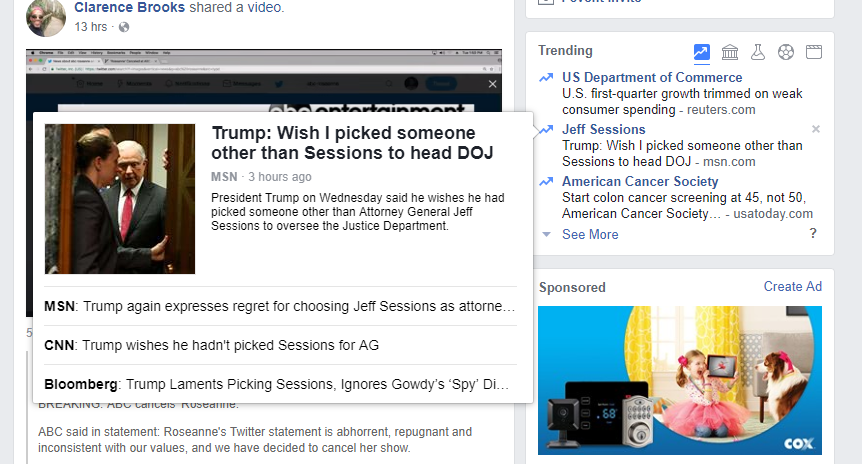 Clarence Brooks shared a video.
13 hrs ·
abc entertainment
Trump: Wish I picked someone
other than Sessions to head DOJ
MSN · 3 hours ago
President Trump on Wednesday said he wishes he had
picked someone other than Attorney General Jeff
Sessions to oversee the Justice Department.
MSN: Trump again expresses regret for choosing Jeff Sessions as attorne...
CNN: Trump wishes he hadn't picked Sessions for AG
Bloomberg: Trump Laments Picking Sessions, Ignores Gowdy's 'Spy' Di...
BREAKING: ABC cancels 'Roseanne.'
ABC said in statement: Roseanne's Twitter statement is abhorrent, repugnant and
inconsistent with our values, and we have decided to cancel her show.
Trending
US Department of Commerce
U.S. first-quarter growth trimmed on weak
consumer spending - reuters.com
Jeff Sessions
Trump: Wish I picked someone other than
Sessions to head DOJ - msn.com
American Cancer Society
Start colon cancer screening at 45, not 50,
American Cancer Society... - usatoday.com
See More
?
Sponsored
Create Ad
68
COX